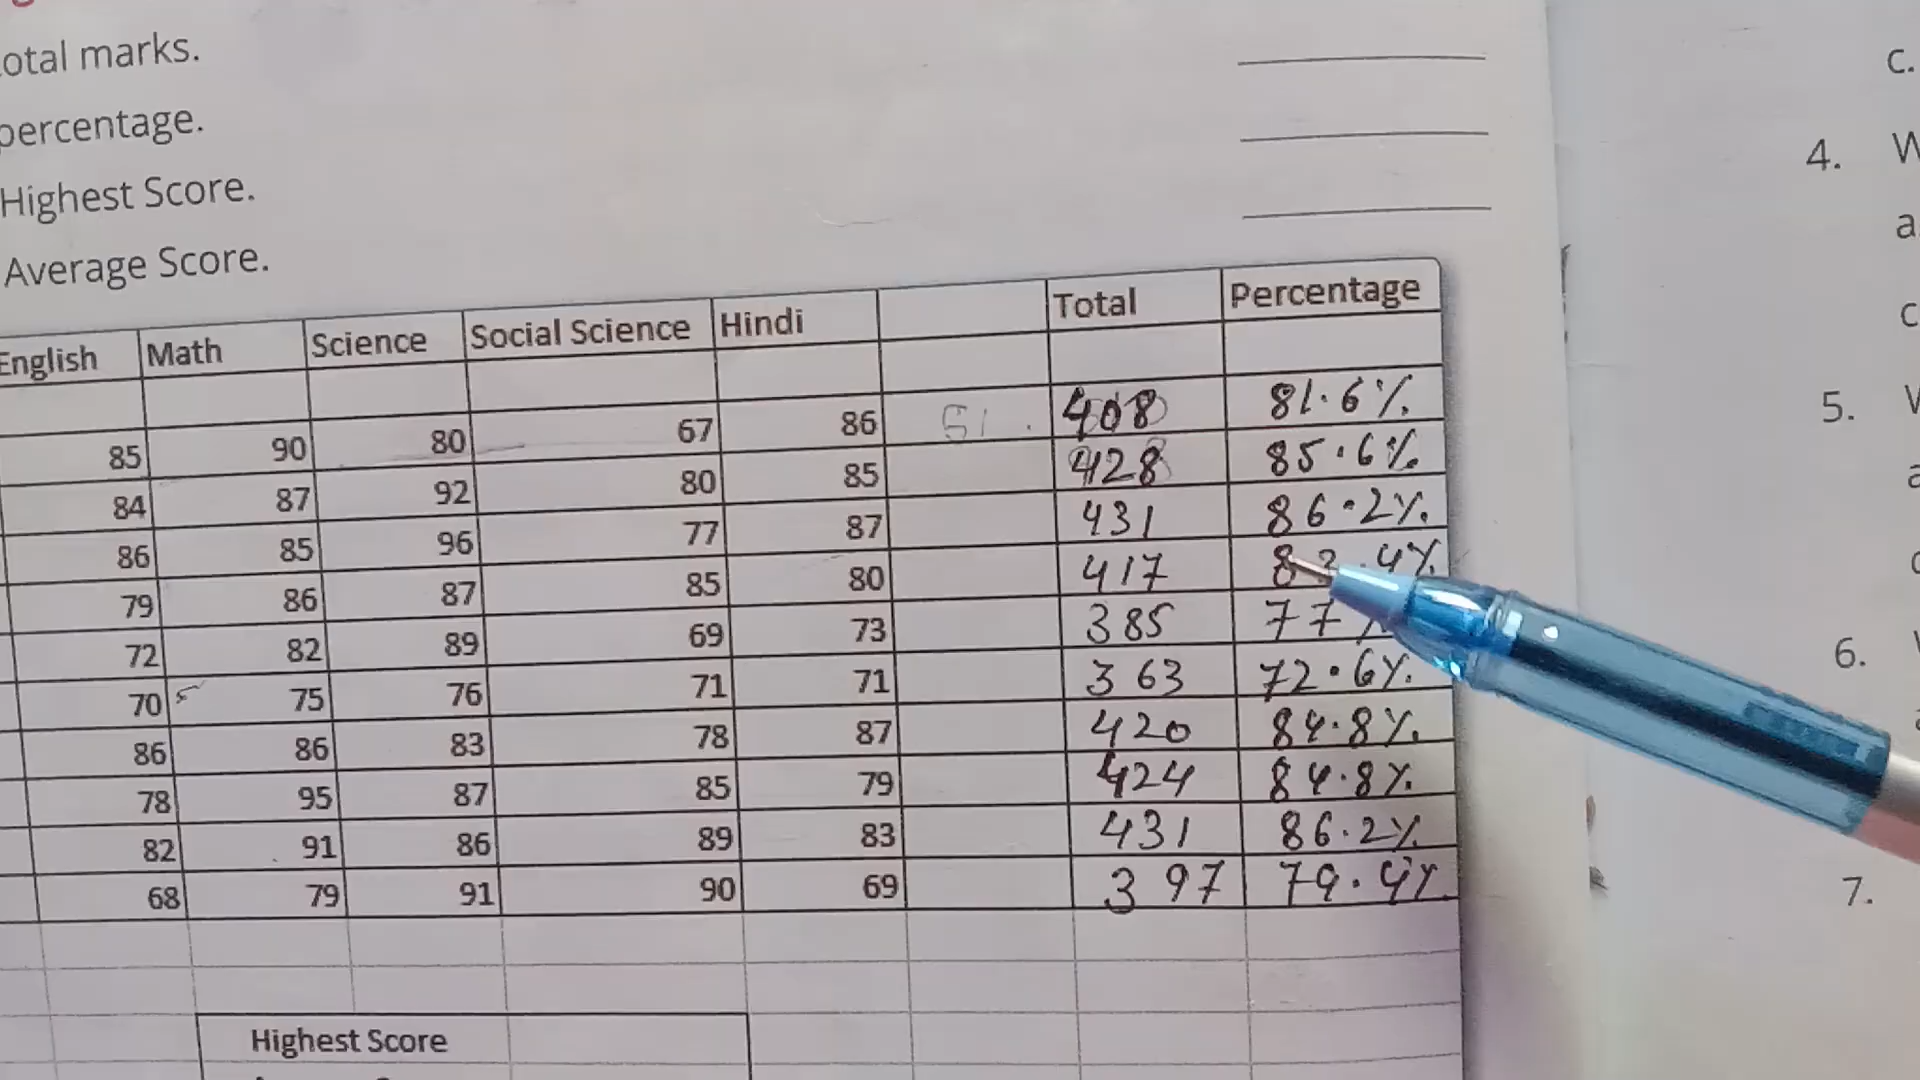 total marks.
percentage.
Highest Score.
Average Score.
English Math Science Social Science Hindi Total Percentage
85 90 80 67 86 51. 408 81.6%
84 87 92 80 85 428 85.6%
86 85 96 77 87 431 86.2%
79 86 87 85 80 417 83.4%
72 82 89 69 73 385 77%
70 75 76 71 71 363 72.6%
86 86 83 78 87 420 84.8%
78 95 87 85 79 424 84.8%
82 91 86 89 83 431 86.2%
68 79 91 90 69 397 79.4%
Highest Score
c.
4.
a
c
5.
a
6.
7.